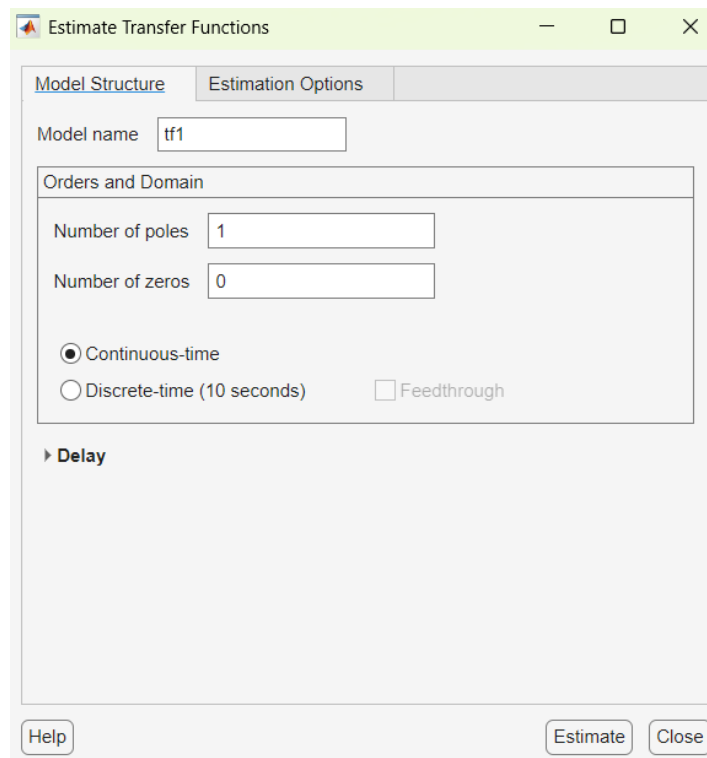 Estimate Transfer Functions
Model Structure Estimation Options
Model name tf1
Orders and Domain
Number of poles 1
Number of zeros 0
Continuous-time
Discrete-time (10 seconds) Feedthrough
Delay
Help Estimate Close